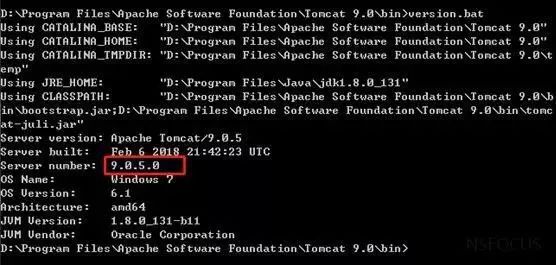 D:\Program Files\Apache Software Foundation\Tomcat 9.0\bin>version.bat
Using CATALINA_BASE:   "D:\Program Files\Apache Software Foundation\Tomcat 9.0"
Using CATALINA_HOME:   "D:\Program Files\Apache Software Foundation\Tomcat 9.0"
Using CATALINA_TMPDIR: "D:\Program Files\Apache Software Foundation\Tomcat 9.0\t
emp"
Using JRE_HOME:        "D:\Program Files\Java\jdk1.8.0_131"
Using CLASSPATH:       "D:\Program Files\Apache Software Foundation\Tomcat 9.0\b
in\bootstrap.jar;D:\Program Files\Apache Software Foundation\Tomcat 9.0\bin\tomc
at-juli.jar"
Server version: Apache Tomcat/9.0.5
Server built:   Feb 6 2018 21:42:23 UTC
Server number:  9.0.5.0
OS Name:        Windows 7
OS Version:     6.1
Architecture:   amd64
JVM Version:    1.8.0_131-b11
JVM Vendor:     Oracle Corporation
D:\Program Files\Apache Software Foundation\Tomcat 9.0\bin>
NSFOCUS